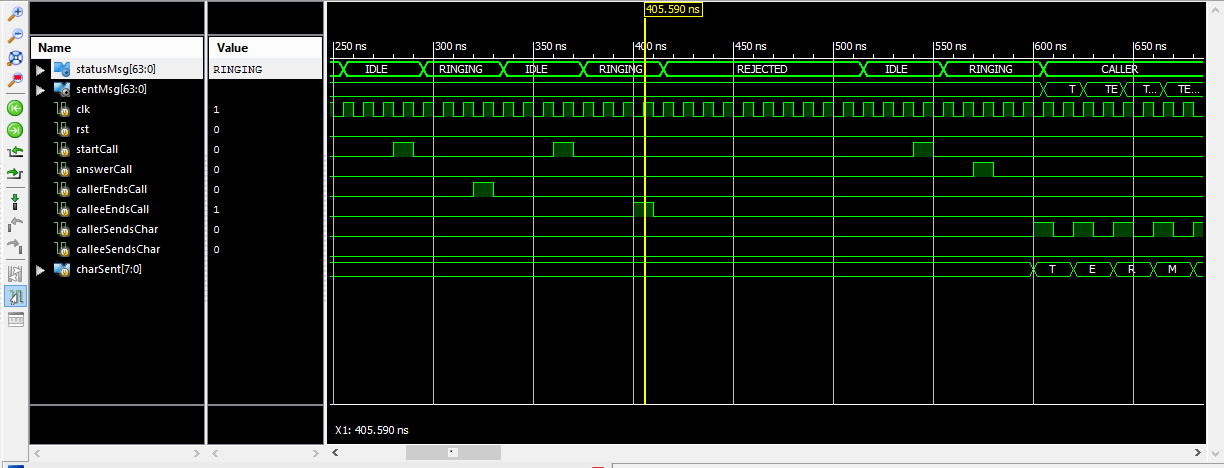 405.590 ns
Name Value
250 ns 300 ns 350 ns 400 ns 450 ns 500 ns 550 ns 600 ns 650 ns
statusMsg[63:0] RINGING IDLE RINGING IDLE RINGING REJECTED IDLE RINGING CALLER
sentMsg[63:0] T TE T... TE...
clk 1
rst 0
startCall 0
answerCall 0
callerEndsCall 0
calleeEndsCall 1
callerSendsChar 0
calleeSendsChar 0
charSent[7:0] T E R M
X1: 405.590 ns